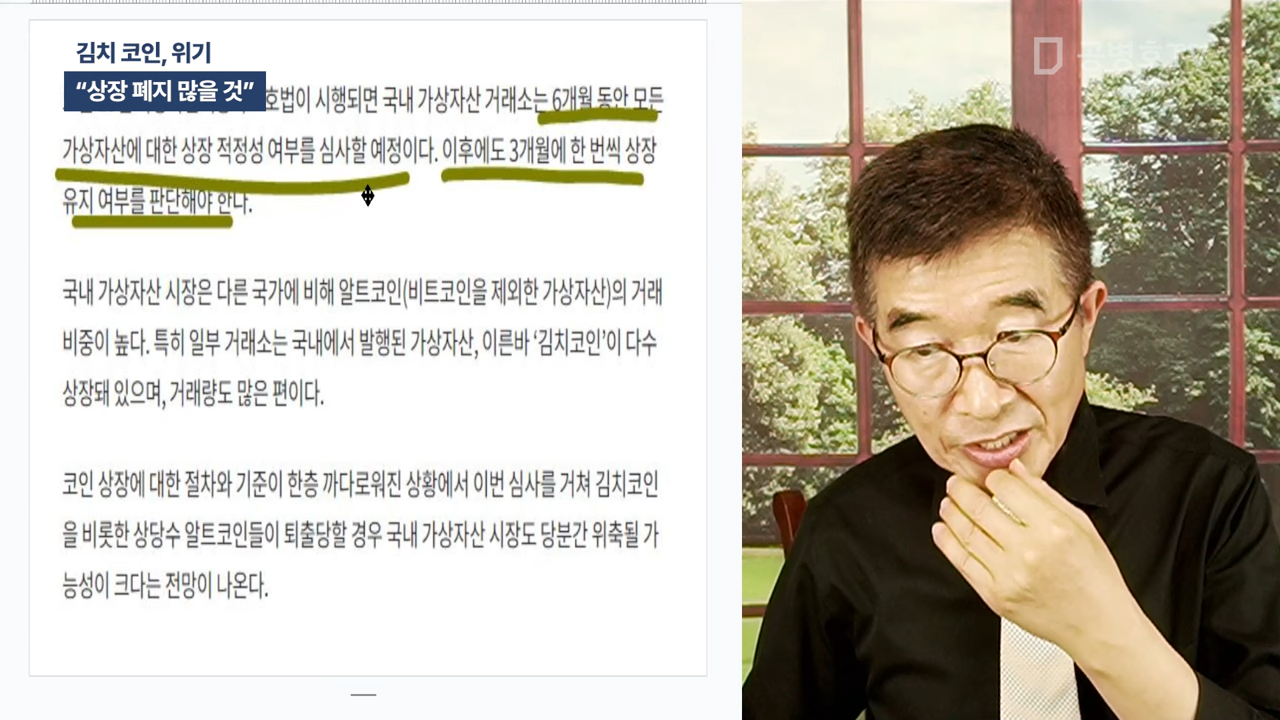 김치 코인, 위기
“상장 폐지 많을 것”
호법이 시행되면 국내 가상자산 거래소는 6개월 동안 모든
가상자산에 대한 상장 적정성 여부를 심사할 예정이다. 이후에도 3개월에 한 번씩 상장
유지 여부를 판단해야 한다.
국내 가상자산 시장은 다른 국가에 비해 알트코인(비트코인을 제외한 가상자산)의 거래
비중이 높다. 특히 일부 거래소는 국내에서 발행된 가상자산, 이른바 ‘김치코인’이 다수
상장돼 있으며, 거래량도 많은 편이다.
코인 상장에 대한 절차와 기준이 한층 까다로워진 상황에서 이번 심사를 거쳐 김치코인
을 비롯한 상당수 알트코인들이 퇴출당할 경우 국내 가상자산 시장도 당분간 위축될 가
능성이 크다는 전망이 나온다.